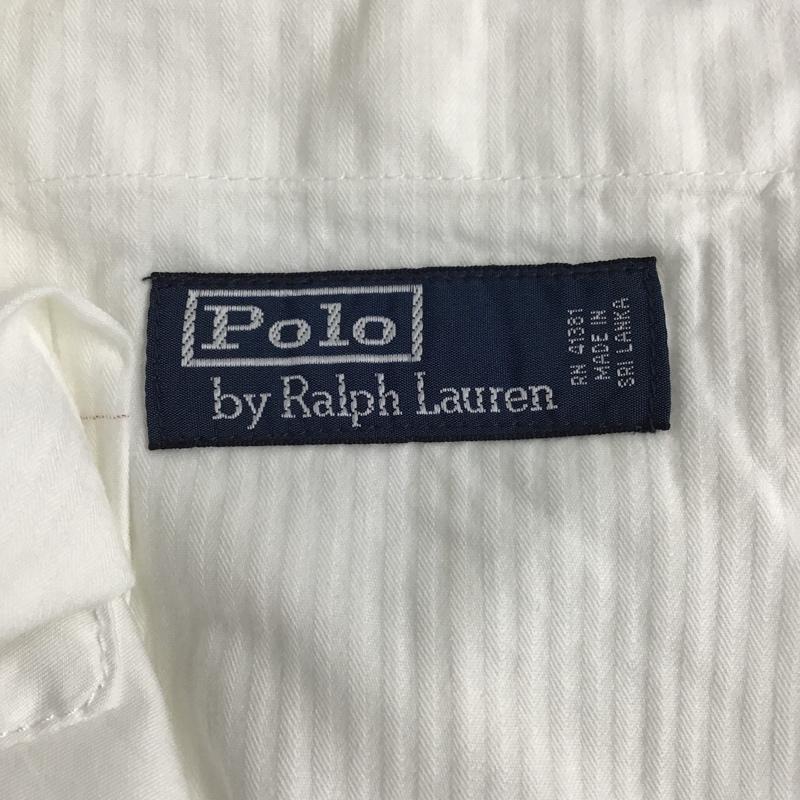 Polo
by Ralph Lauren
RN 41381
MADE IN
SRI LANKA